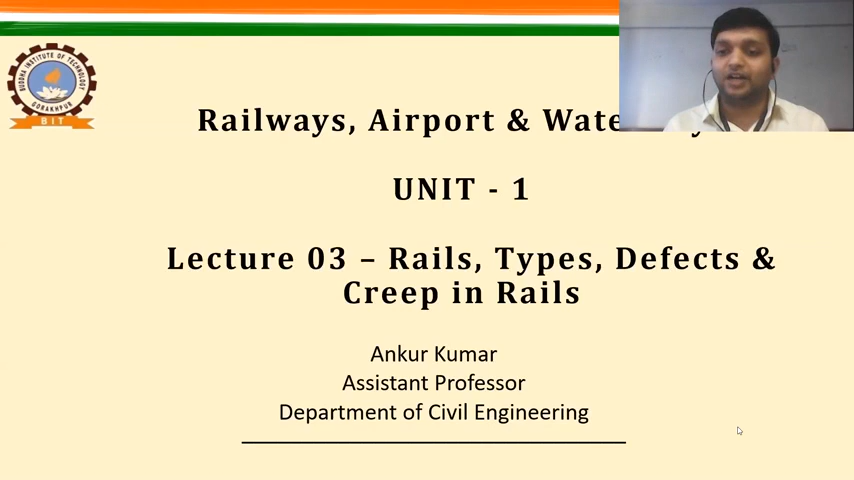 BUDDHA INSTITUTE OF TECHNOLOGY
GORAKHPUR
BIT
Railways, Airport &
UNIT - 1
Lecture 03 – Rails, Types, Defects &
Creep in Rails
Ankur Kumar
Assistant Professor
Department of Civil Engineering